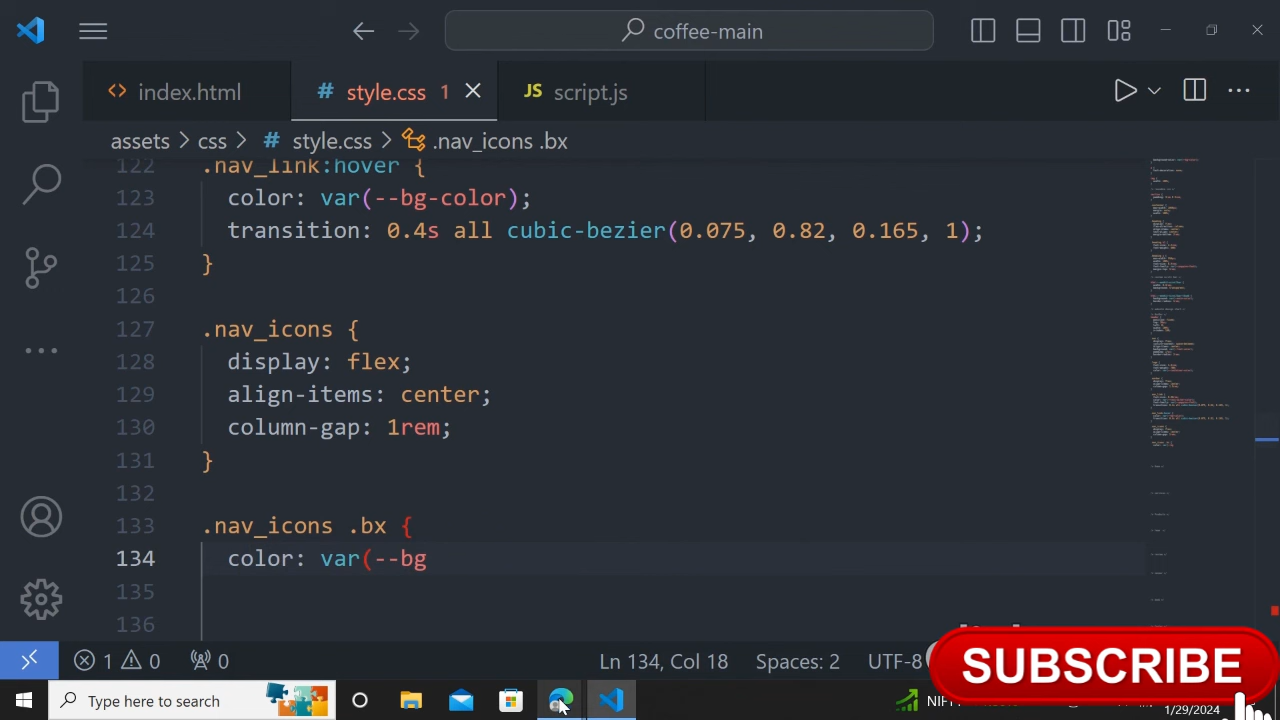 coffee-main
index.html
# style.css 1
JS script.js
assets > css > # style.css > .nav_icons .bx
122 .nav_link:hover {
123 color: var(--bg-color);
124 transition: 0.4s all cubic-bezier(0.075, 0.82, 0.165, 1);
125 }
126
127 .nav_icons {
128 display: flex;
129 align-items: center;
130 column-gap: 1rem;
131 }
132
133 .nav_icons .bx {
134 color: var(--bg
135
136
1 0 0
Ln 134, Col 18
Spaces: 2
UTF-8
SUBSCRIBE
Type here to search
1/29/2024